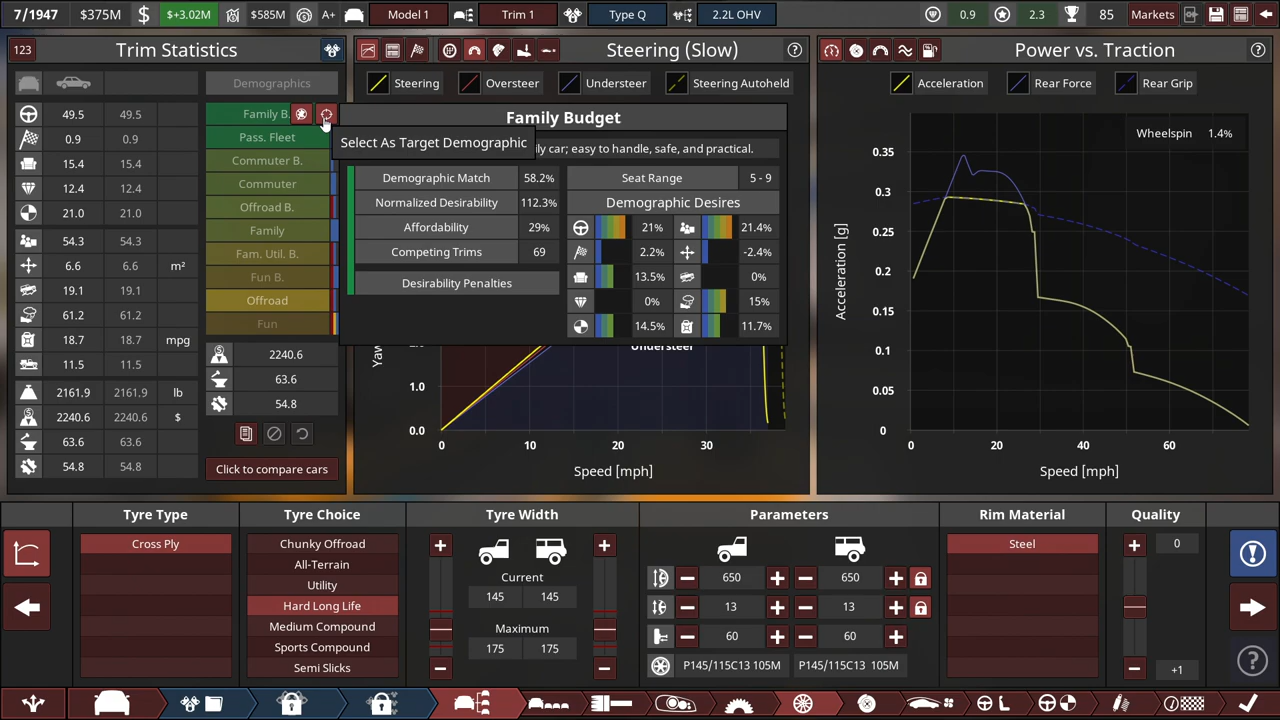 7/1947 $375M $+3.02M $585M A+ Model 1 Trim 1 Type Q 2.2L OHV 0.9 2.3 85 Markets
123 Trim Statistics
Demographics
49.5 49.5
0.9 0.9
15.4 15.4
12.4 12.4
21.0 21.0
54.3 54.3
6.6 6.6 m²
19.1 19.1
61.2 61.2
18.7 18.7 mpg
11.5 11.5
2161.9 2161.9 lb
2240.6 2240.6 $
63.6 63.6
54.8 54.8
Family B.
Pass. Fleet
Commuter B.
Commuter
Offroad B.
Family
Fam. Util. B.
Fun B.
Offroad
Fun
2240.6
63.6
54.8
Click to compare cars
Steering (Slow) ?
Steering Oversteer Understeer Steering Autoheld
Family Budget
Select As Target Demographic
ily car; easy to handle, safe, and practical.
Demographic Match 58.2%
Normalized Desirability 112.3%
Affordability 29%
Competing Trims 69
Desirability Penalties
Seat Range 5 - 9
Demographic Desires
21% 21.4%
2.2% -2.4%
13.5% 0%
0% 15%
14.5% 11.7%
Understeer
1.0
0.0
0 10 20 30
Speed [mph]
Power vs. Traction ?
Acceleration Rear Force Rear Grip
Wheelspin 1.4%
Acceleration [g]
0.35
0.3
0.25
0.2
0.15
0.1
0.05
0
0 20 40 60
Speed [mph]
Tyre Type
Cross Ply
Tyre Choice
Chunky Offroad
All-Terrain
Utility
Hard Long Life
Medium Compound
Sports Compound
Semi Slicks
Tyre Width
Current
145 145
Maximum
175 175
Parameters
650 650
13 13
60 60
P145/115C13 105M P145/115C13 105M
Rim Material
Steel
Quality
0
+1
?